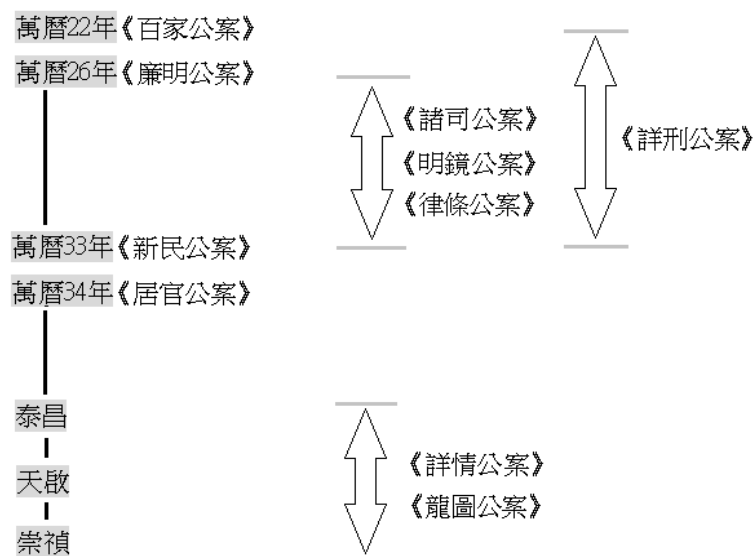 萬曆22年《百家公案》
萬曆26年《廉明公案》
《諸司公案》
《明鏡公案》
《律條公案》
《詳刑公案》
萬曆33年《新民公案》
萬曆34年《居官公案》
泰昌
天啟
崇禎
《詳情公案》
《龍圖公案》